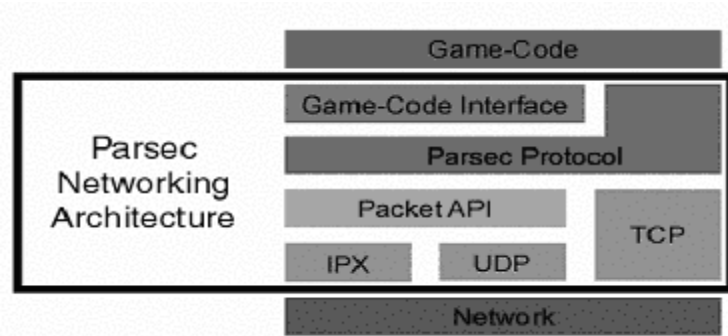 Game-Code
Game-Code Interface
Parsec
Networking
Architecture
Parsec Protocol
Packet API
TCP
IPX
UDP
Network